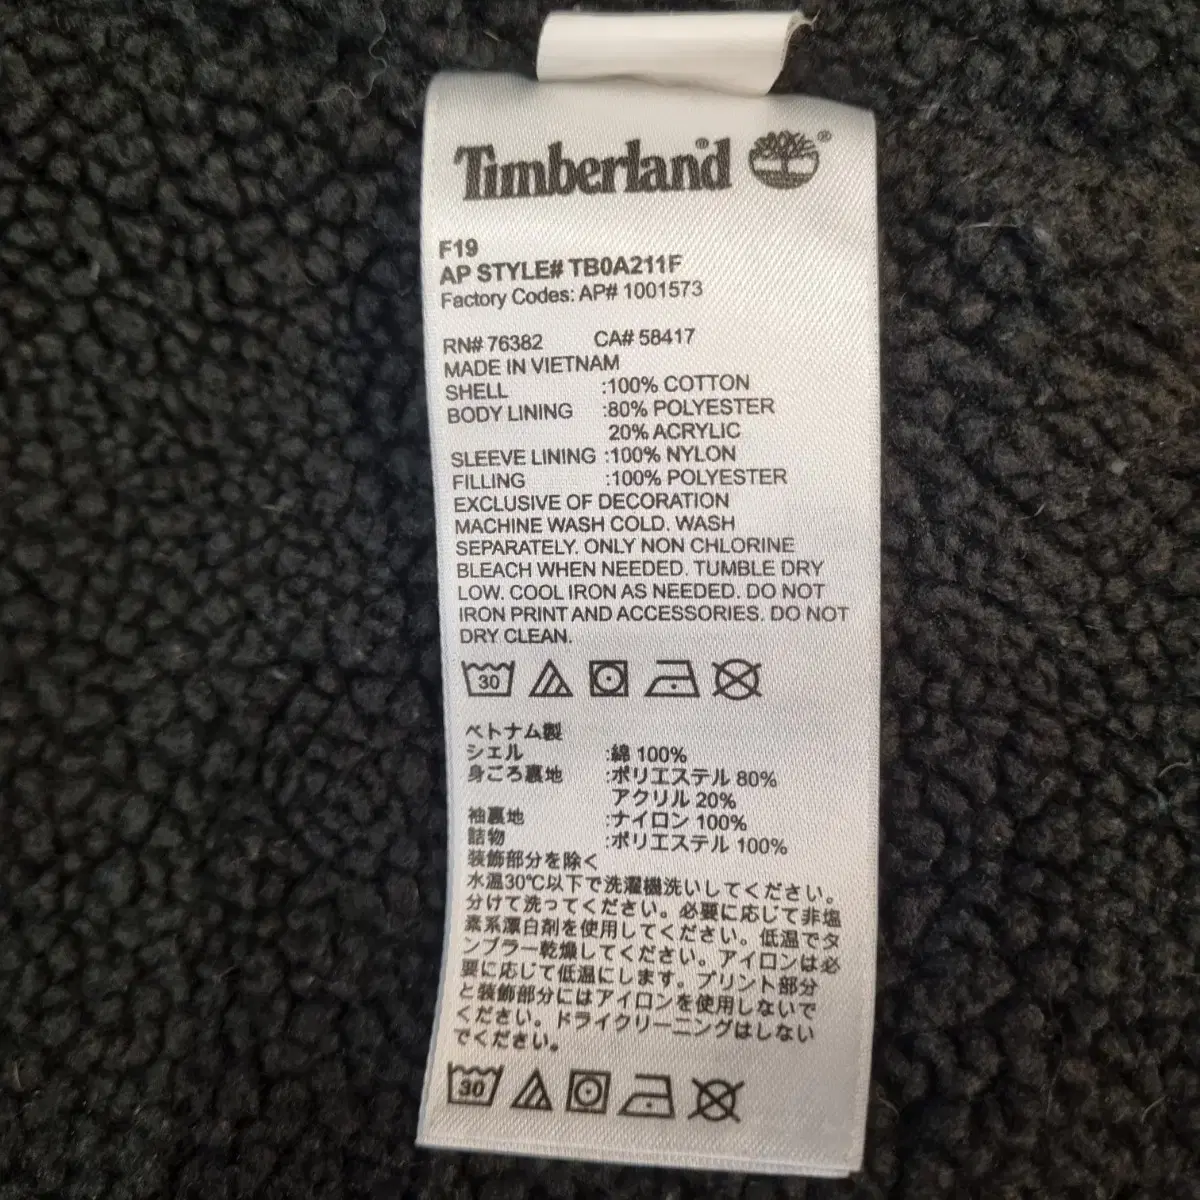 Timberland ®
F19
AP STYLE# TB0A211F
Factory Codes: AP# 1001573
RN# 76382 CA# 58417
MADE IN VIETNAM
SHELL :100% COTTON
BODY LINING :80% POLYESTER
20% ACRYLIC
SLEEVE LINING :100% NYLON
FILLING :100% POLYESTER
EXCLUSIVE OF DECORATION
MACHINE WASH COLD. WASH
SEPARATELY. ONLY NON CHLORINE
BLEACH WHEN NEEDED. TUMBLE DRY
LOW. COOL IRON AS NEEDED. DO NOT
IRON PRINT AND ACCESSORIES. DO NOT
DRY CLEAN.
30
ベトナム製
シェル :綿 100%
身ごろ裏地 :ポリエステル 80%
アクリル 20%
袖裏地 :ナイロン 100%
詰物 :ポリエステル 100%
装飾部分を除く
水温30℃以下で洗濯機洗いしてください。
分けて洗ってください。必要に応じて非塩
素系漂白剤を使用してください。低温でタ
ンブラー乾燥してください。アイロンは必
要に応じて低温にします。プリント部分
と装飾部分にはアイロンを使用しないで
ください。ドライクリーニングはしない
でください。
30